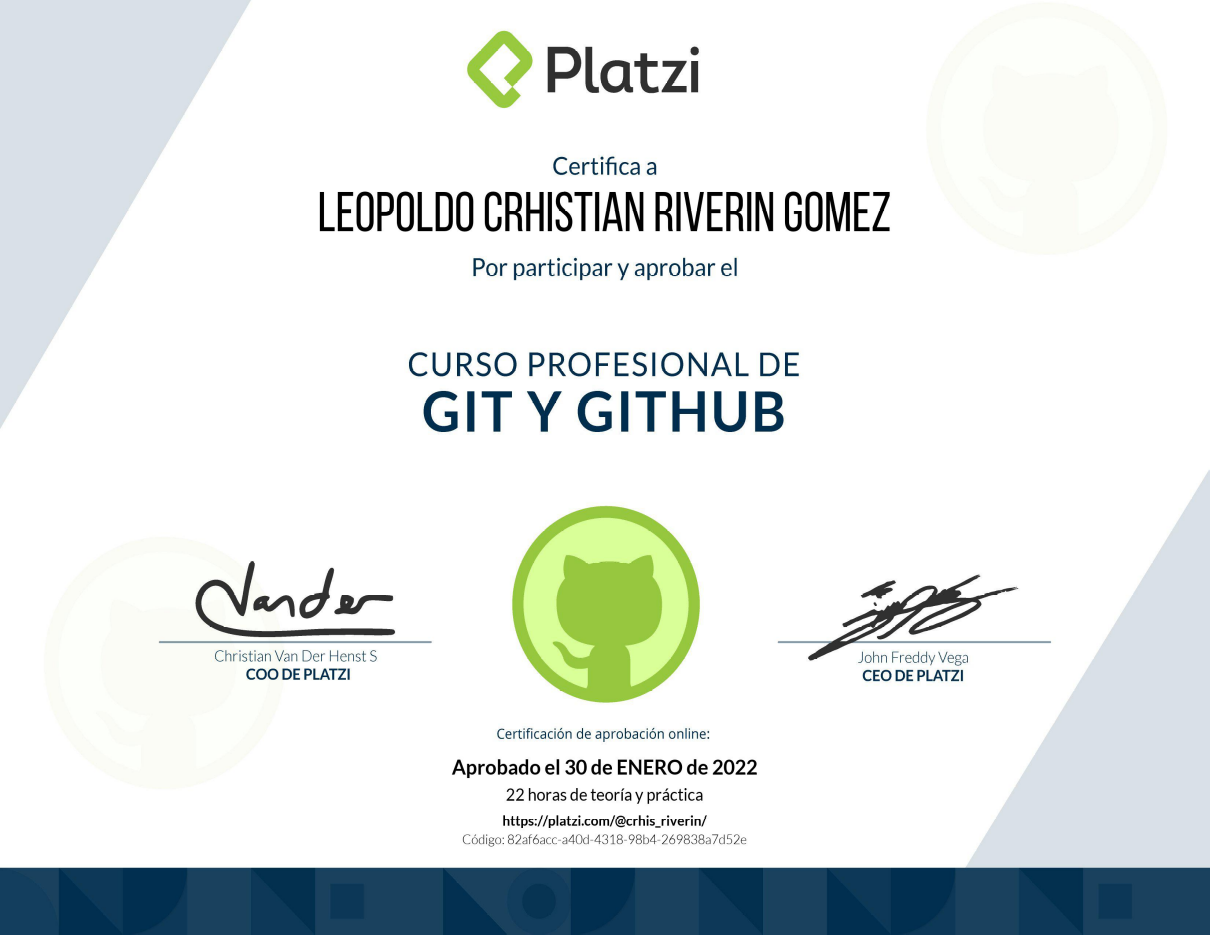 Platzi
Certifica a
LEOPOLDO CRHISTIAN RIVERIN GOMEZ
Por participar y aprobar el
CURSO PROFESIONAL DE
GIT Y GITHUB
Vander
Christian Van Der Henst S
COO DE PLATZI
John Freddy Vega
CEO DE PLATZI
Certificación de aprobación online:
Aprobado el 30 de ENERO de 2022
22 horas de teoría y práctica
https://platzi.com/@crhis_riverin/
Código: 82af6acc-a40d-4318-98b4-269838a7d52e